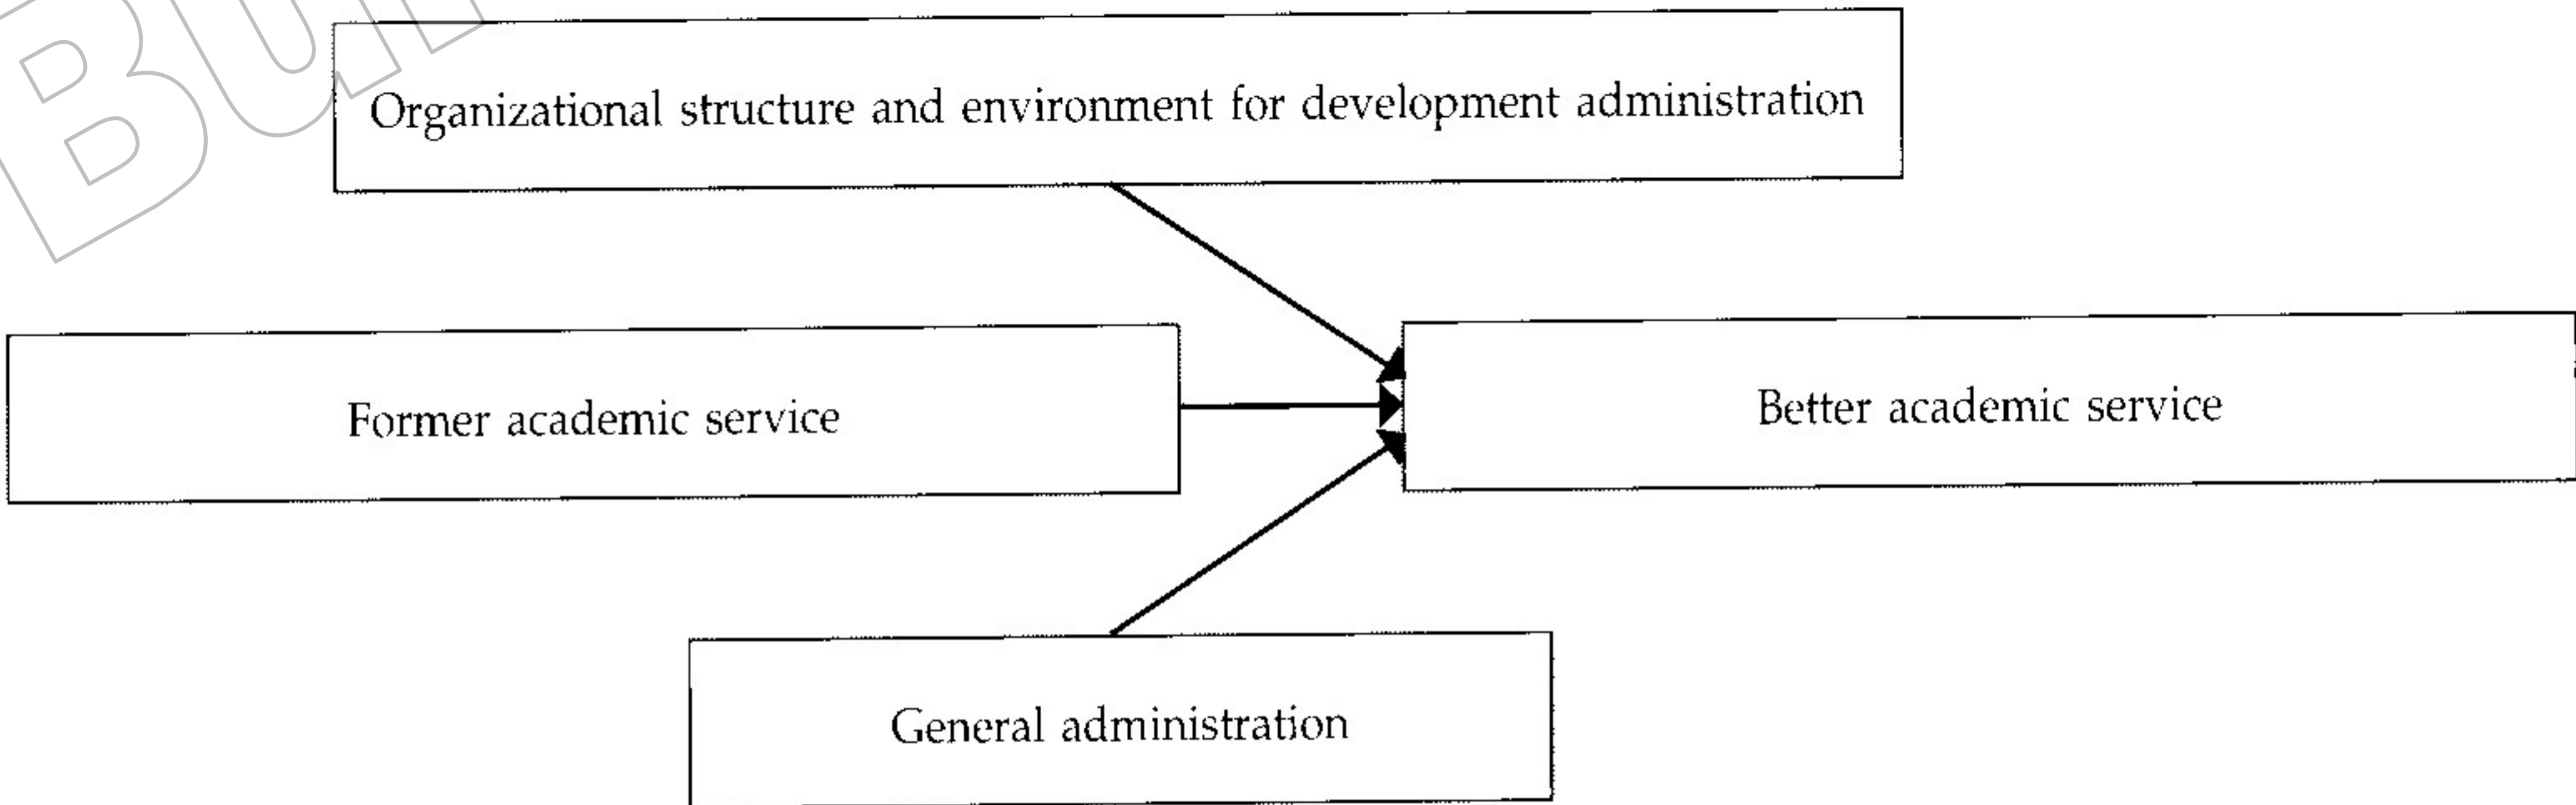 Organizational structure and environment for development administration
Former academic service
Better academic service
General administration